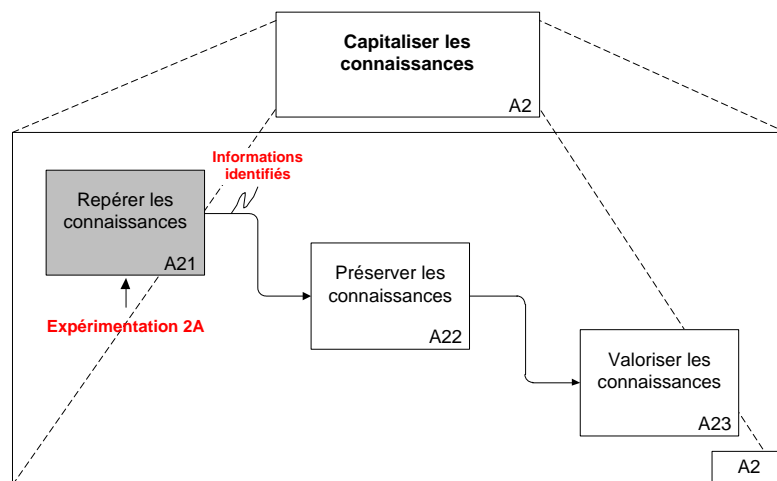 Capitaliser les
connaissances
A2
Informations
identifiés
Repérer les
connaissances
A21
Expérimentation 2A
Préserver les
connaissances
A22
Valoriser les
connaissances
A23
A2